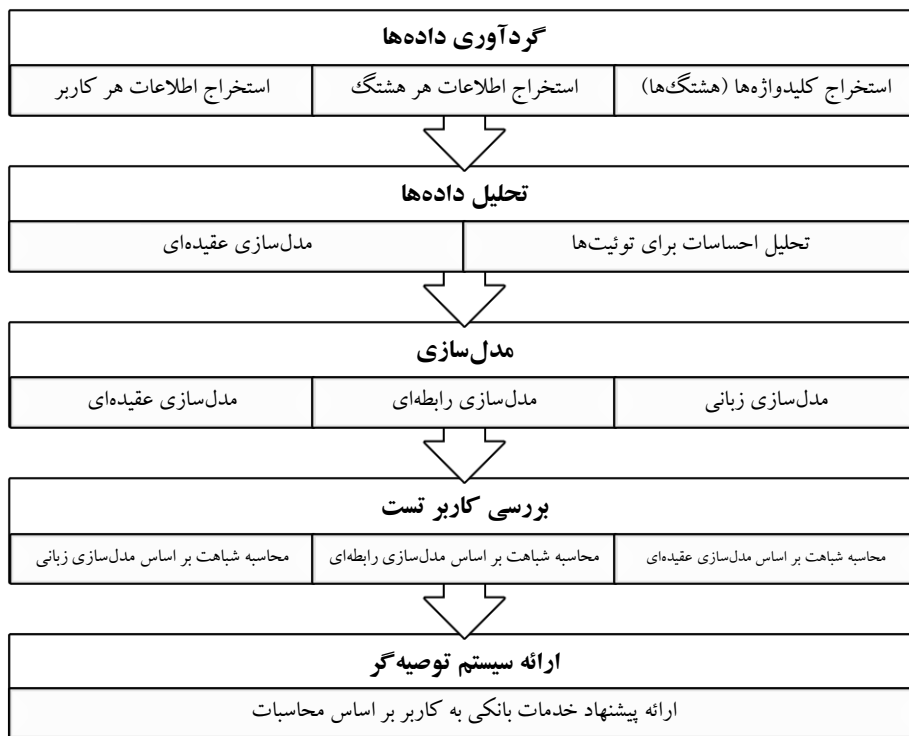 گردآوری داده‌ها
استخراج کلیدواژه‌ها (هشتگ‌ها)
استخراج اطلاعات هر هشتگ
استخراج اطلاعات هر کاربر
تحلیل داده‌ها
تحلیل احساسات برای توئیت‌ها
مدل‌سازی عقیده‌ای
مدل‌سازی
مدل‌سازی زبانی
مدل‌سازی رابطه‌ای
مدل‌سازی عقیده‌ای
بررسی کاربر تست
محاسبه شباهت بر اساس مدل‌سازی عقیده‌ای
محاسبه شباهت بر اساس مدل‌سازی رابطه‌ای
محاسبه شباهت بر اساس مدل‌سازی زبانی
ارائه سیستم توصیه‌گر
ارائه پیشنهاد خدمات بانکی به کاربر بر اساس محاسبات